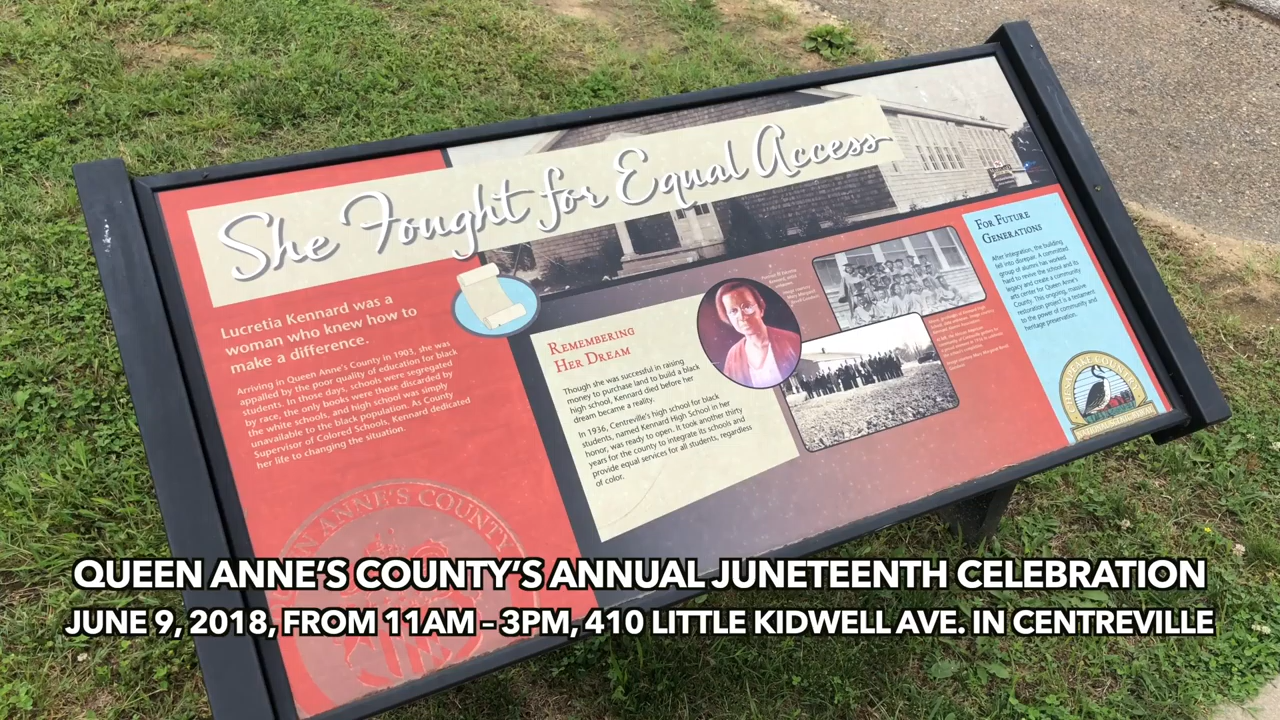 She Fought for Equal Access
Lucretia Kennard was a
woman who knew how to
make a difference.
Arriving in Queen Anne's County in 1903, she was
appalled by the poor quality of education for black
students. In those days, schools were segregated
by race, the only books were those discarded by
the white schools, and high school was simply
unavailable to the black population. As County
Supervisor of Colored Schools, Kennard dedicated
her life to changing the situation.
Remembering
Her Dream
Though she was successful in raising
money to purchase land to build a black
high school, Kennard died before her
dream became a reality.
In 1936, Centreville's high school for black
students, named Kennard High School in her
honor, was ready to open. It took another thirty
years for the county to integrate its schools and
provide equal services for all students, regardless
of color.
For Future
Generations
After integration, the building
fell into disrepair. A committed
group of alumni has worked
hard to revive the school and its
legacy and create a community
arts center for Queen Anne's
County. This ongoing, massive
restoration project is a testament
to the power of community and
heritage preservation.
CHESAPEAKE COUNTRY
QUEEN ANNE'S COUNTY
QUEEN ANNE'S COUNTY'S ANNUAL JUNETEENTH CELEBRATION
JUNE 9, 2018, FROM 11AM – 3PM, 410 LITTLE KIDWELL AVE. IN CENTREVILLE